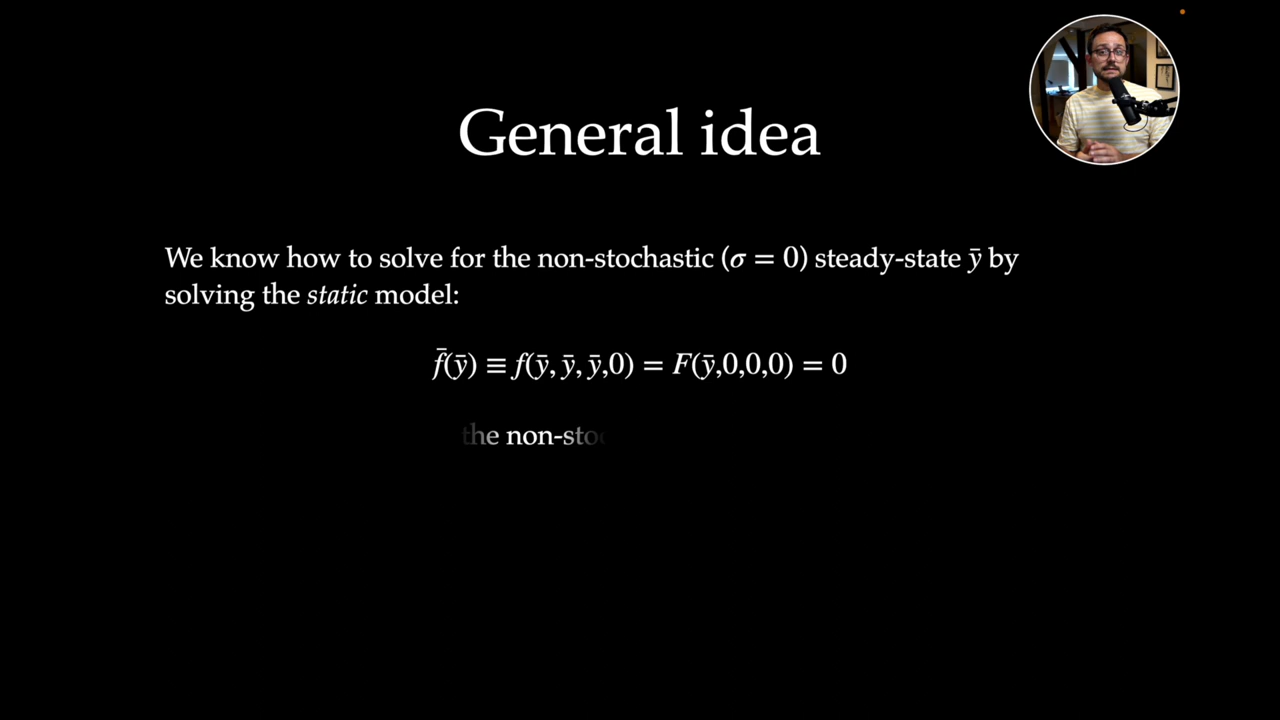 General idea
We know how to solve for the non-stochastic (σ = 0) steady-state ȳ by
solving the static model:
f̄(ȳ) ≡ f(ȳ, ȳ, ȳ,0) = F(ȳ,0,0,0) = 0
the non-sto